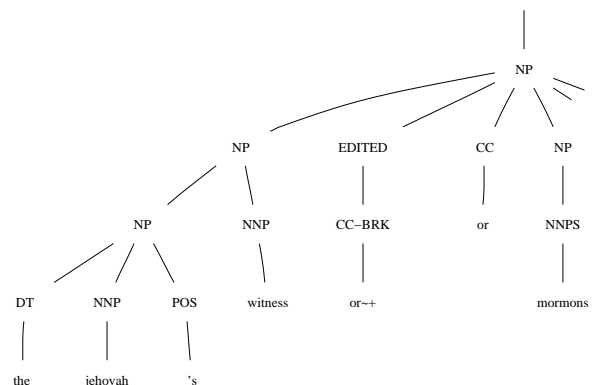 NP
NP EDITED CC NP
NP NNP CC−BRK or NNPS
DT NNP POS witness or~+ mormons
the jehovah 's